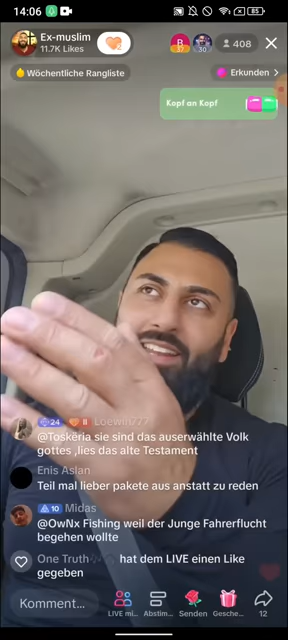 14:06
85
Ex-muslim
11.7K Likes
408
30
Wöchentliche Rangliste
Erkunden
Kopf an Kopf
24 8 Loewin777
@Toskeria sie sind das auserwählte Volk
gottes ,lies das alte Testament
Enis Aslan
Teil mal lieber pakete aus anstatt zu reden
10 Midas
@OwNx Fishing weil der Junge Fahrerflucht
begehen wollte
One Truth hat dem LIVE einen Like
gegeben
Komment...
LIVE mi...
Abstim...
Senden
Gesche...
12